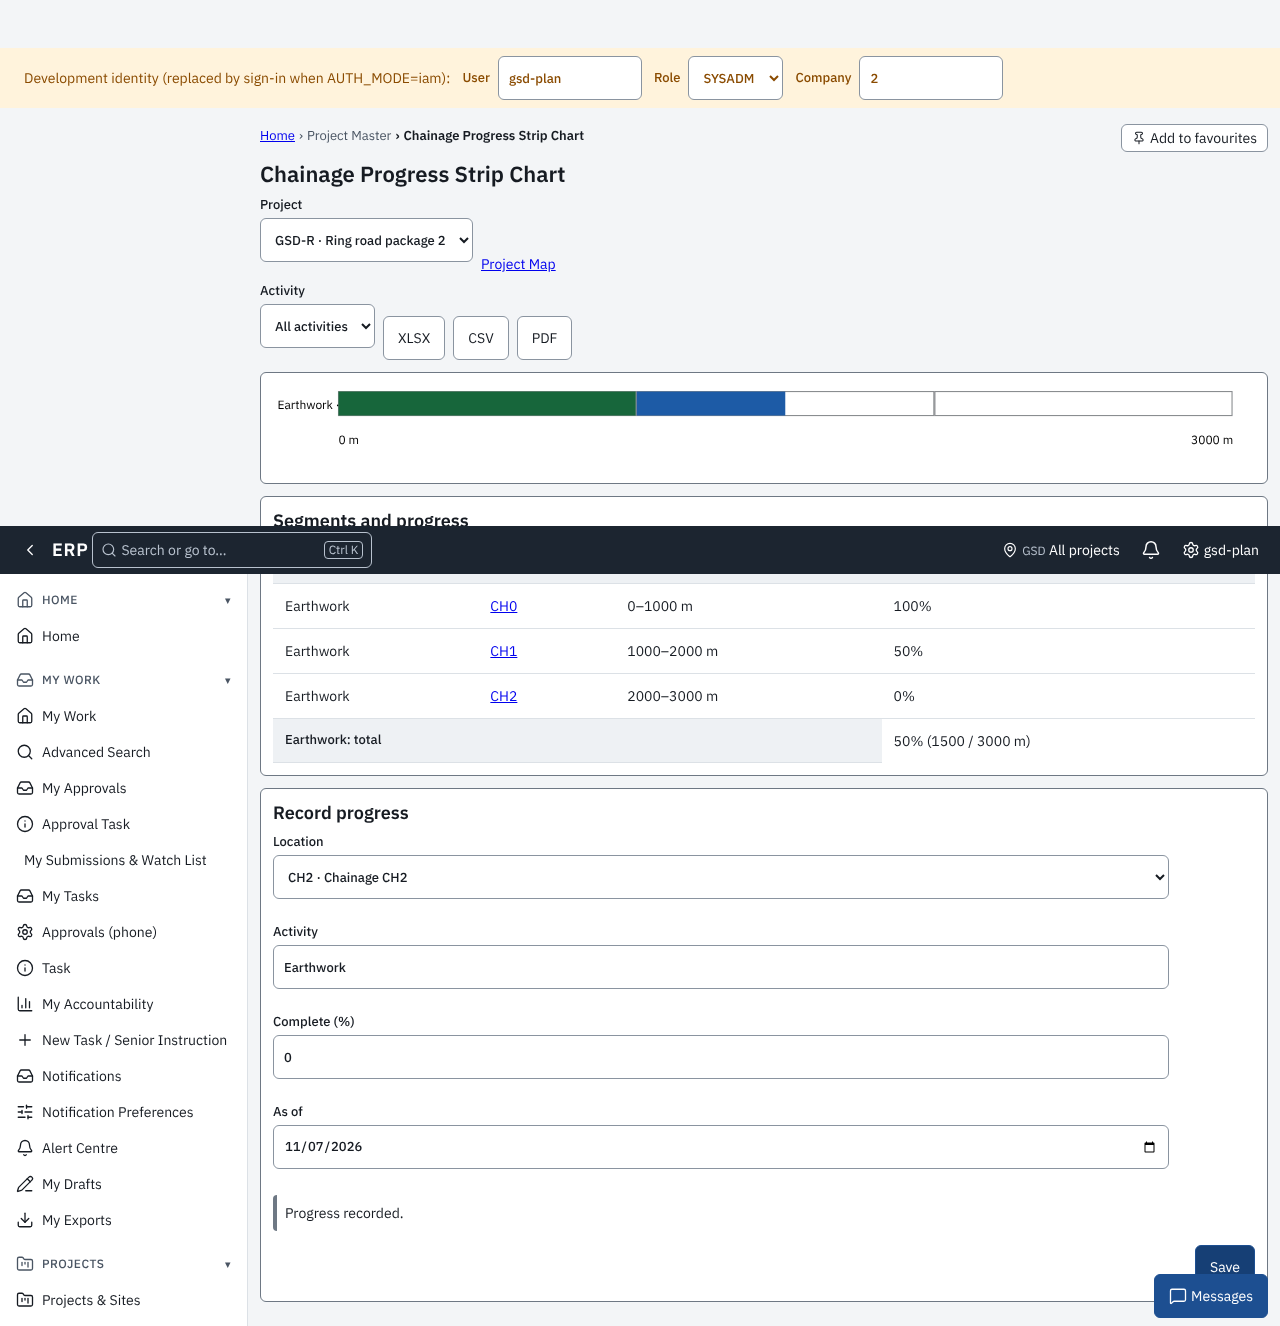 Development identity (replaced by sign-in when AUTH_MODE=iam): User gsd-plan Role SYSADM Company 2
Home › Project Master › Chainage Progress Strip Chart
Add to favourites
Chainage Progress Strip Chart
Project
GSD-R · Ring road package 2
Project Map
Activity
All activities XLSX CSV PDF
Earthwork ·
0 m 3000 m
Segments and progress
ERP Search or go to... Ctrl K GSD All projects gsd-plan
HOME
Home
MY WORK
My Work
Advanced Search
My Approvals
Approval Task
My Submissions & Watch List
My Tasks
Approvals (phone)
Task
My Accountability
New Task / Senior Instruction
Notifications
Notification Preferences
Alert Centre
My Drafts
My Exports
PROJECTS
Projects & Sites
Earthwork CH0 0–1000 m 100%
Earthwork CH1 1000–2000 m 50%
Earthwork CH2 2000–3000 m 0%
Earthwork: total 50% (1500 / 3000 m)
Record progress
Location
CH2 · Chainage CH2
Activity
Earthwork
Complete (%)
0
As of
11/07/2026
Progress recorded.
Save
Messages